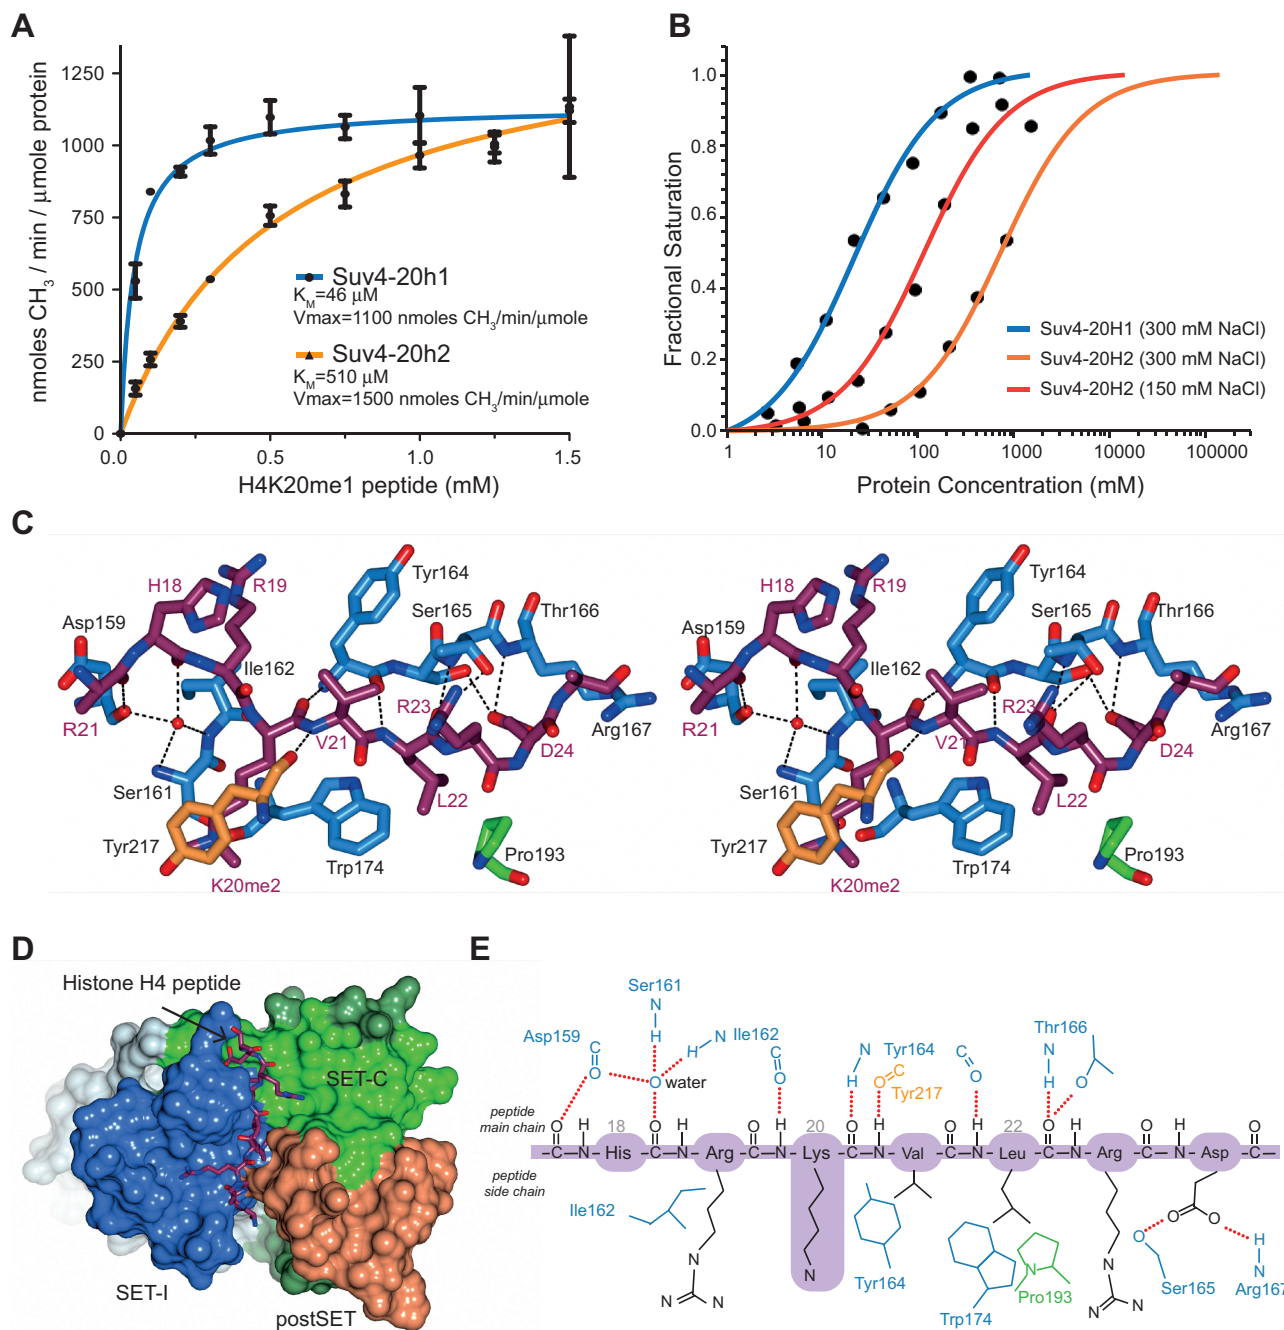 A
nmoles CH3 / min / µmole protein
1250
1000
750
500
250
0
0.0
0.5
1.0
1.5
H4K20me1 peptide (mM)
Suv4-20h1
KM=46 µM
Vmax=1100 nmoles CH3/min/µmole
Suv4-20h2
KM=510 µM
Vmax=1500 nmoles CH3/min/µmole
B
Fractional Saturation
1.0
0.8
0.6
0.4
0.2
0.0
1
10
100
1000
10000
100000
Protein Concentration (mM)
Suv4-20H1 (300 mM NaCl)
Suv4-20H2 (300 mM NaCl)
Suv4-20H2 (150 mM NaCl)
C
H18
R19
Tyr164
Asp159
Ser165
Thr166
Ile162
R21
R23
Arg167
V21
D24
Ser161
L22
Tyr217
Trp174
Pro193
K20me2
H18
R19
Tyr164
Asp159
Ser165
Thr166
Ile162
R21
R23
Arg167
V21
D24
Ser161
L22
Tyr217
Trp174
Pro193
K20me2
D
Histone H4 peptide
SET-C
SET-I
postSET
E
Ser161
N
H
H N
Ile162
Asp159
C
O
O water
C
O
N
H
Tyr164
O C
Tyr217
C
O
Thr166
N
H
O
peptide
main chain
O H 18 O H O H 20 O H O H 22 O H O H O
C N His C N Arg C N Lys C N Val C N Leu C N Arg C N Asp C
peptide
side chain
Ile162
N
N N
N
Tyr164
Trp174
N
Pro193
N
N N
O O
O
Ser165
H
N
Arg167